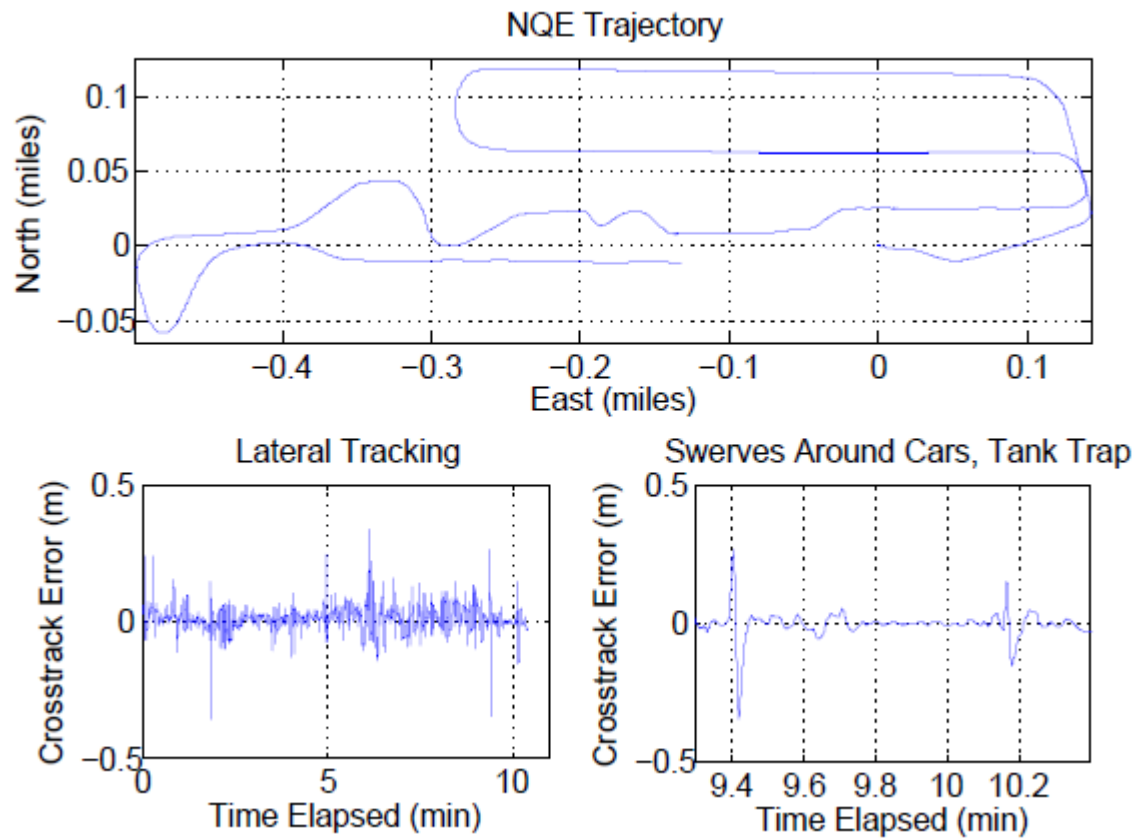 NQE Trajectory
North (miles)
0.1
0.05
0
−0.05
−0.4
−0.3
−0.2
−0.1
0
0.1
East (miles)
Lateral Tracking
Crosstrack Error (m)
0.5
0
−0.5
0
5
10
Time Elapsed (min)
Swerves Around Cars, Tank Trap
Crosstrack Error (m)
0.5
0
−0.5
9.4
9.6
9.8
10
10.2
Time Elapsed (min)